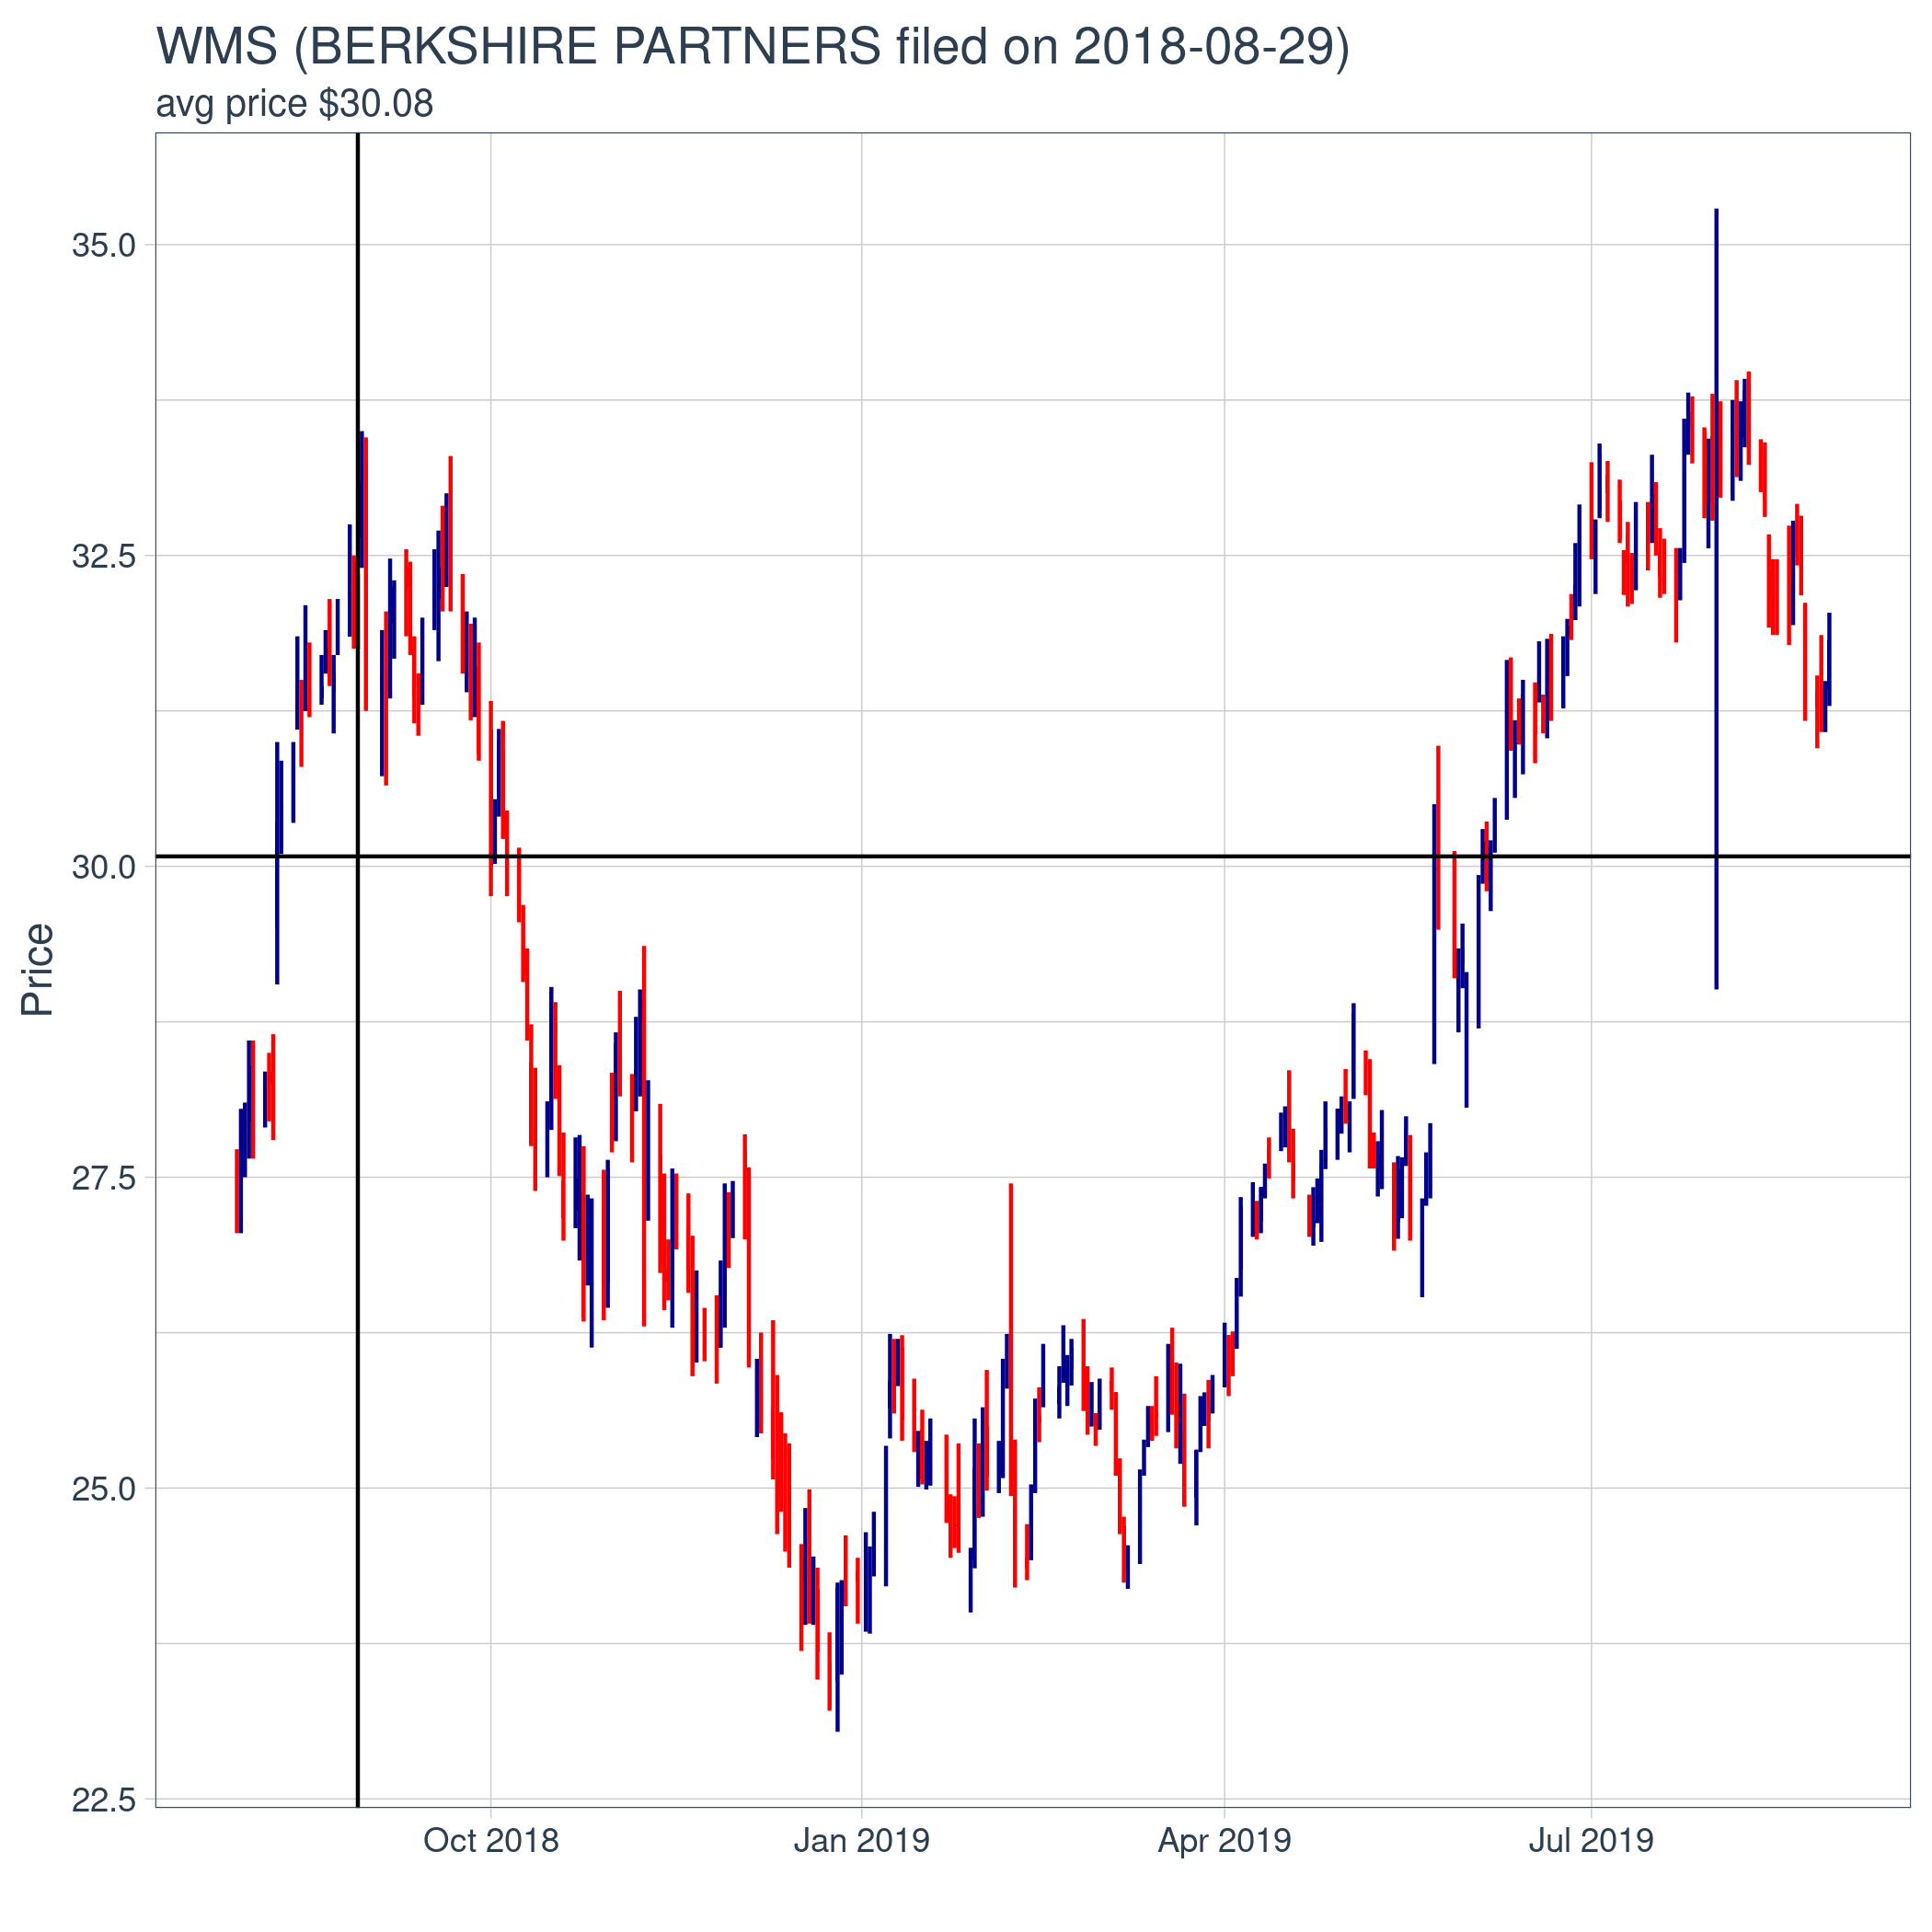 WMS (BERKSHIRE PARTNERS filed on 2018-08-29)
avg price $30.08
35.0
32.5
30.0
27.5
25.0
22.5
Price
Oct 2018
Jan 2019
Apr 2019
Jul 2019